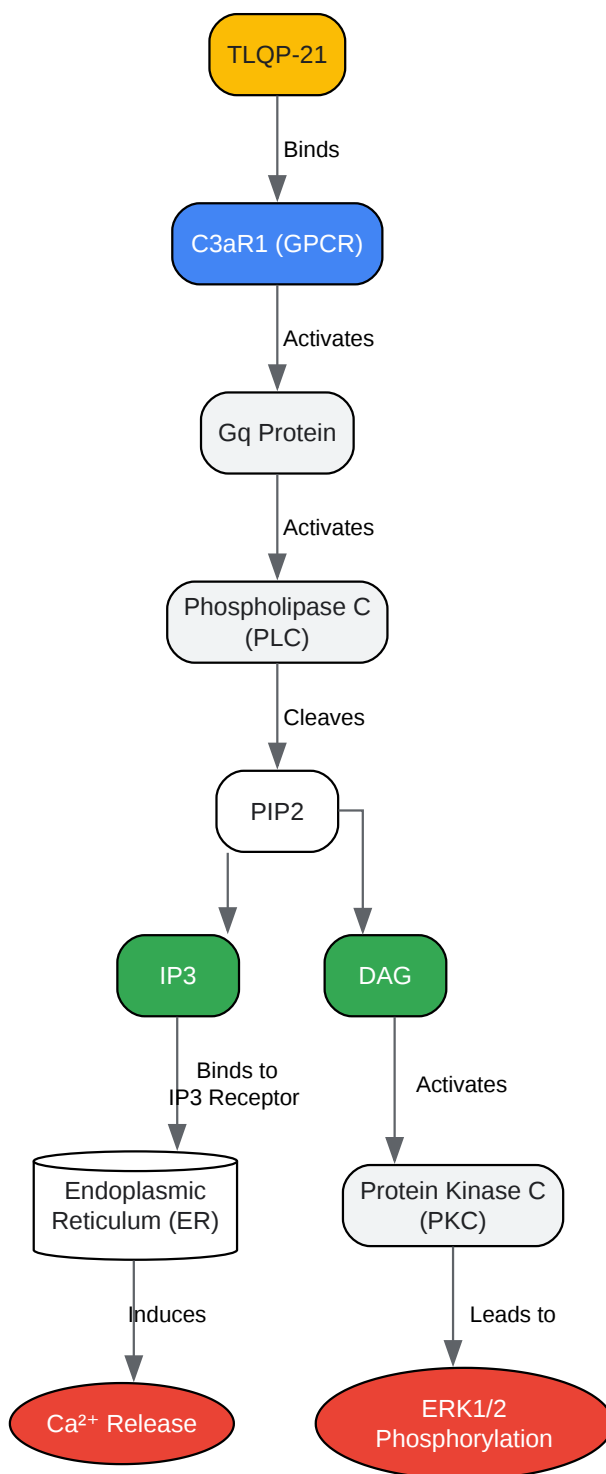 TLQP-21
Binds
C3aR1 (GPCR)
Activates
Gq Protein
Activates
Phospholipase C
(PLC)
Cleaves
PIP2
IP3
DAG
Binds to
IP3 Receptor
Activates
Endoplasmic
Reticulum (ER)
Protein Kinase C
(PKC)
Induces
Leads to
Ca²⁺ Release
ERK1/2
Phosphorylation